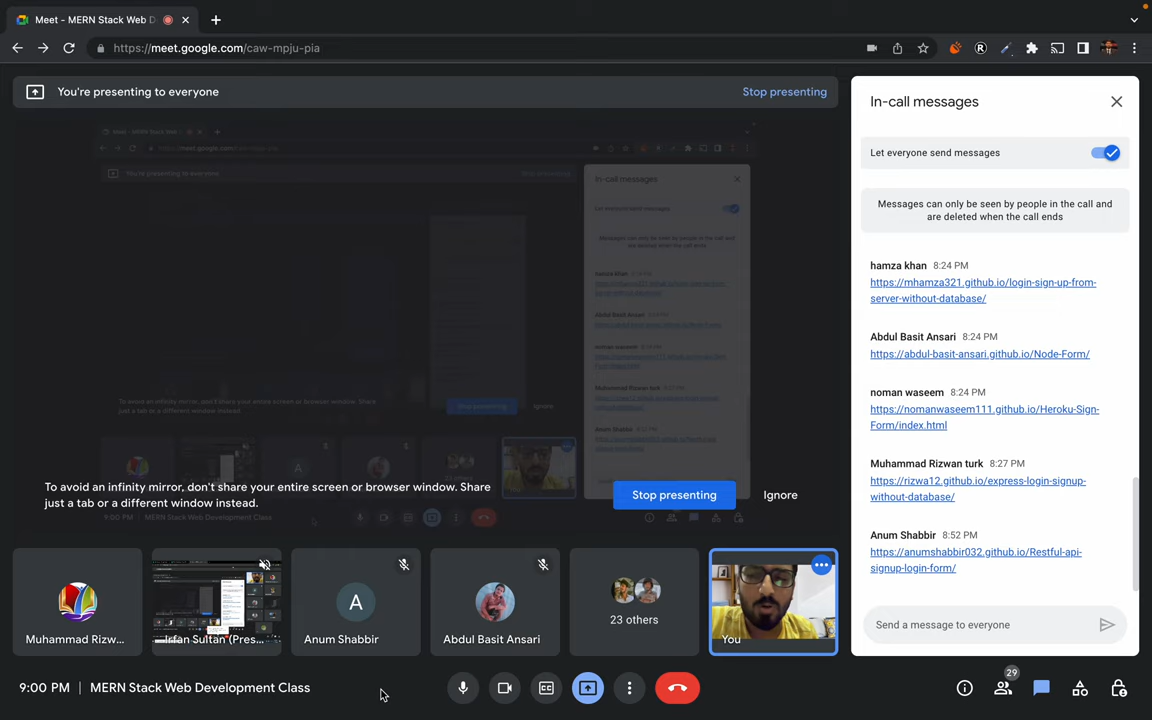 Meet - MERN Stack Web D
https://meet.google.com/caw-mpju-pia
You're presenting to everyone
Stop presenting
In-call messages
Let everyone send messages
Messages can only be seen by people in the call and
are deleted when the call ends
hamza khan 8:24 PM
https://mhamza321.github.io/login-sign-up-from-
server-without-database/
Abdul Basit Ansari 8:24 PM
https://abdul-basit-ansari.github.io/Node-Form/
noman waseem 8:24 PM
https://nomanwaseem111.github.io/Heroku-Sign-
Form/index.html
Muhammad Rizwan turk 8:27 PM
https://rizwa12.github.io/express-login-signup-
without-database/
Anum Shabbir 8:52 PM
https://anumshabbir032.github.io/Restful-api-
signup-login-form/
Send a message to everyone
To avoid an infinity mirror, don't share your entire screen or browser window. Share
just a tab or a different window instead.
Stop presenting
Ignore
Muhammad Rizw...
Irfan Sultan (Pres...
A
Anum Shabbir
Abdul Basit Ansari
23 others
You
9:00 PM | MERN Stack Web Development Class
29